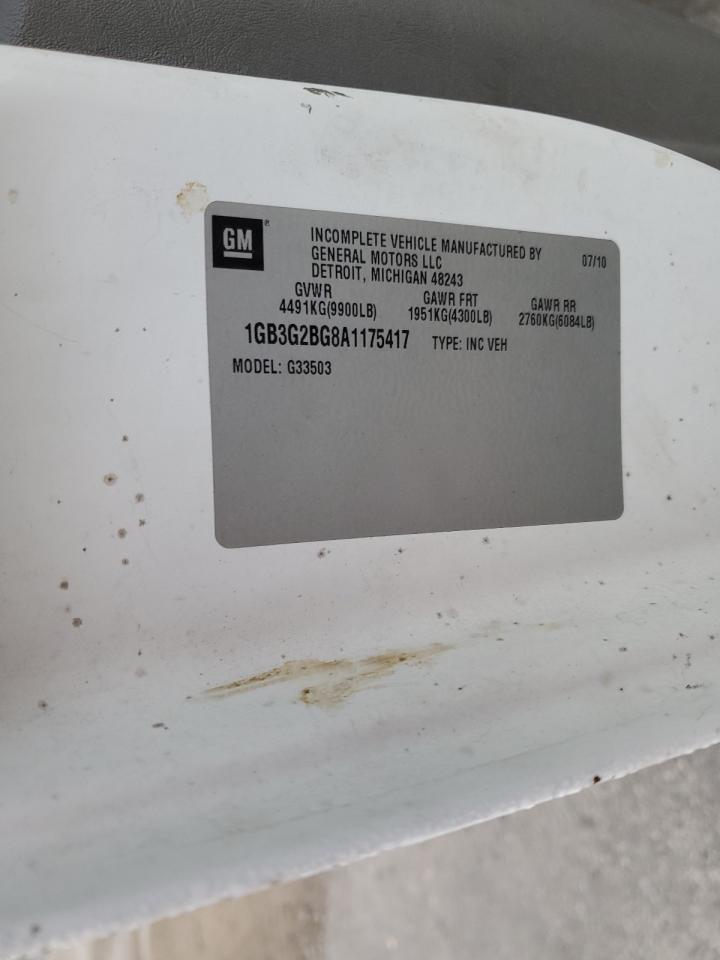 GM®
INCOMPLETE VEHICLE MANUFACTURED BY 07/10
GENERAL MOTORS LLC
DETROIT, MICHIGAN 48243
GVWR GAWR FRT GAWR RR
4491KG(9900LB) 1951KG(4300LB) 2760KG(6084LB)
1GB3G2BG8A1175417 TYPE: INC VEH
MODEL: G33503